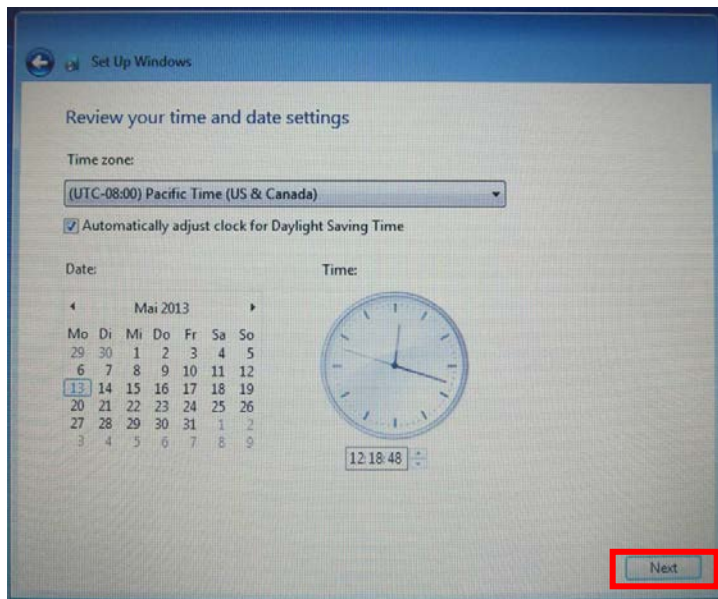 Set Up Windows
Review your time and date settings
Time zone:
(UTC-08:00) Pacific Time (US & Canada)
Automatically adjust clock for Daylight Saving Time
Date:
Time:
Mai 2013
Mo Di Mi Do Fr Sa So
29 30 1 2 3 4 5
6 7 8 9 10 11 12
13 14 15 16 17 18 19
20 21 22 23 24 25 26
27 28 29 30 31 1 2
3 4 5 6 7 8 9
12:18:48
Next